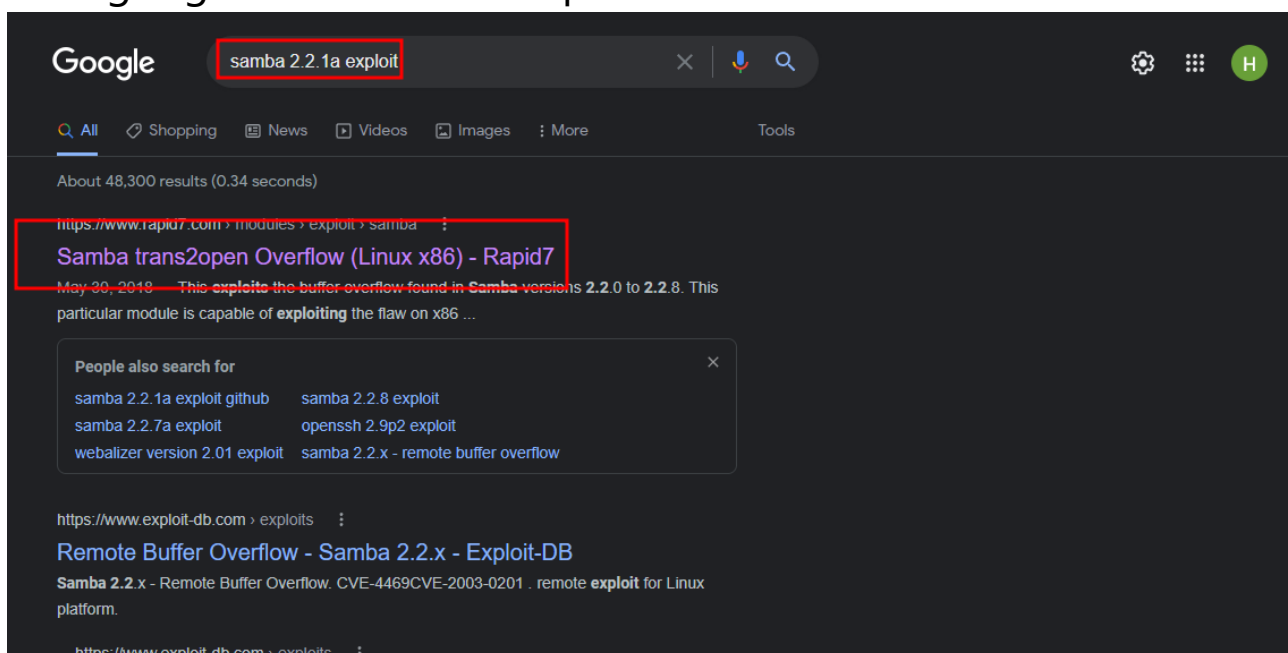 Google
samba 2.2.1a exploit
H
All Shopping News Videos Images More Tools
About 48,300 results (0.34 seconds)
https://www.rapid7.com › modules › exploit › samba
Samba trans2open Overflow (Linux x86) - Rapid7
May 30, 2018 — This exploits the buffer overflow found in Samba versions 2.2.0 to 2.2.8. This
particular module is capable of exploiting the flaw on x86 ...
People also search for
samba 2.2.1a exploit github samba 2.2.8 exploit
samba 2.2.7a exploit openssh 2.9p2 exploit
webalizer version 2.01 exploit samba 2.2.x - remote buffer overflow
https://www.exploit-db.com › exploits
Remote Buffer Overflow - Samba 2.2.x - Exploit-DB
Samba 2.2.x - Remote Buffer Overflow. CVE-4469CVE-2003-0201 . remote exploit for Linux
platform.
https://www.exploit-db.com › exploits